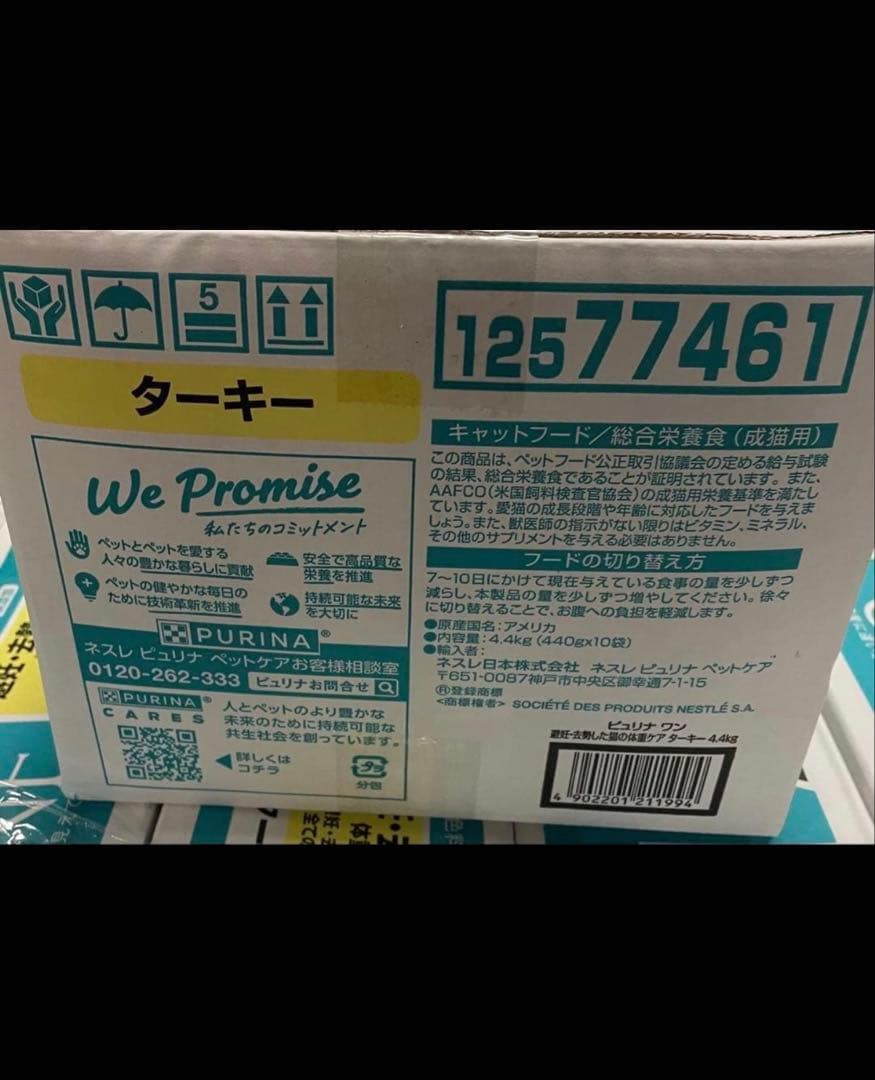 5
12577461
ターキー
We Promise
私たちのコミットメント
ペットとペットを愛する
人々の豊かな暮らしに貢献
安全で高品質な
栄養を推進
ペットの健やかな毎日の
ために技術革新を推進
持続可能な未来
を大切に
PURINA®
ネスレ ピュリナ ペットケアお客様相談室
0120-262-333 ピュリナお問合せ
PURINA®
CARES
人とペットのより豊かな
未来のために持続可能な
共生社会を創っています。
詳しくは
コチラ
プラ
分包
キャットフード/総合栄養食(成猫用)
この商品は、ペットフード公正取引協議会の定める給与試験
の結果、総合栄養食であることが証明されています。また、
AAFCO(米国飼料検査官協会)の成猫用栄養基準を満たし
ています。愛猫の成長段階や年齢に対応したフードを与えま
しょう。また、獣医師の指示がない限りはビタミン、ミネラル、
その他のサプリメントを与える必要はありません。
フードの切り替え方
7〜10日にかけて現在与えている食事の量を少しずつ
減らし、本製品の量を少しずつ増やしてください。徐々
に切り替えることで、お腹への負担を軽減します。
●原産国名:アメリカ
●内容量:4.4kg(440g×10袋)
●輸入者:
ネスレ日本株式会社 ネスレ ピュリナ ペットケア
〒651-0087神戸市中央区御幸通7-1-15
®登録商標
<商標権者> SOCIÉTÉ DES PRODUITS NESTLÉ S.A.
ピュリナ ワン
避妊・去勢した猫の体重ケア ターキー 4.4kg
4 902201 211994